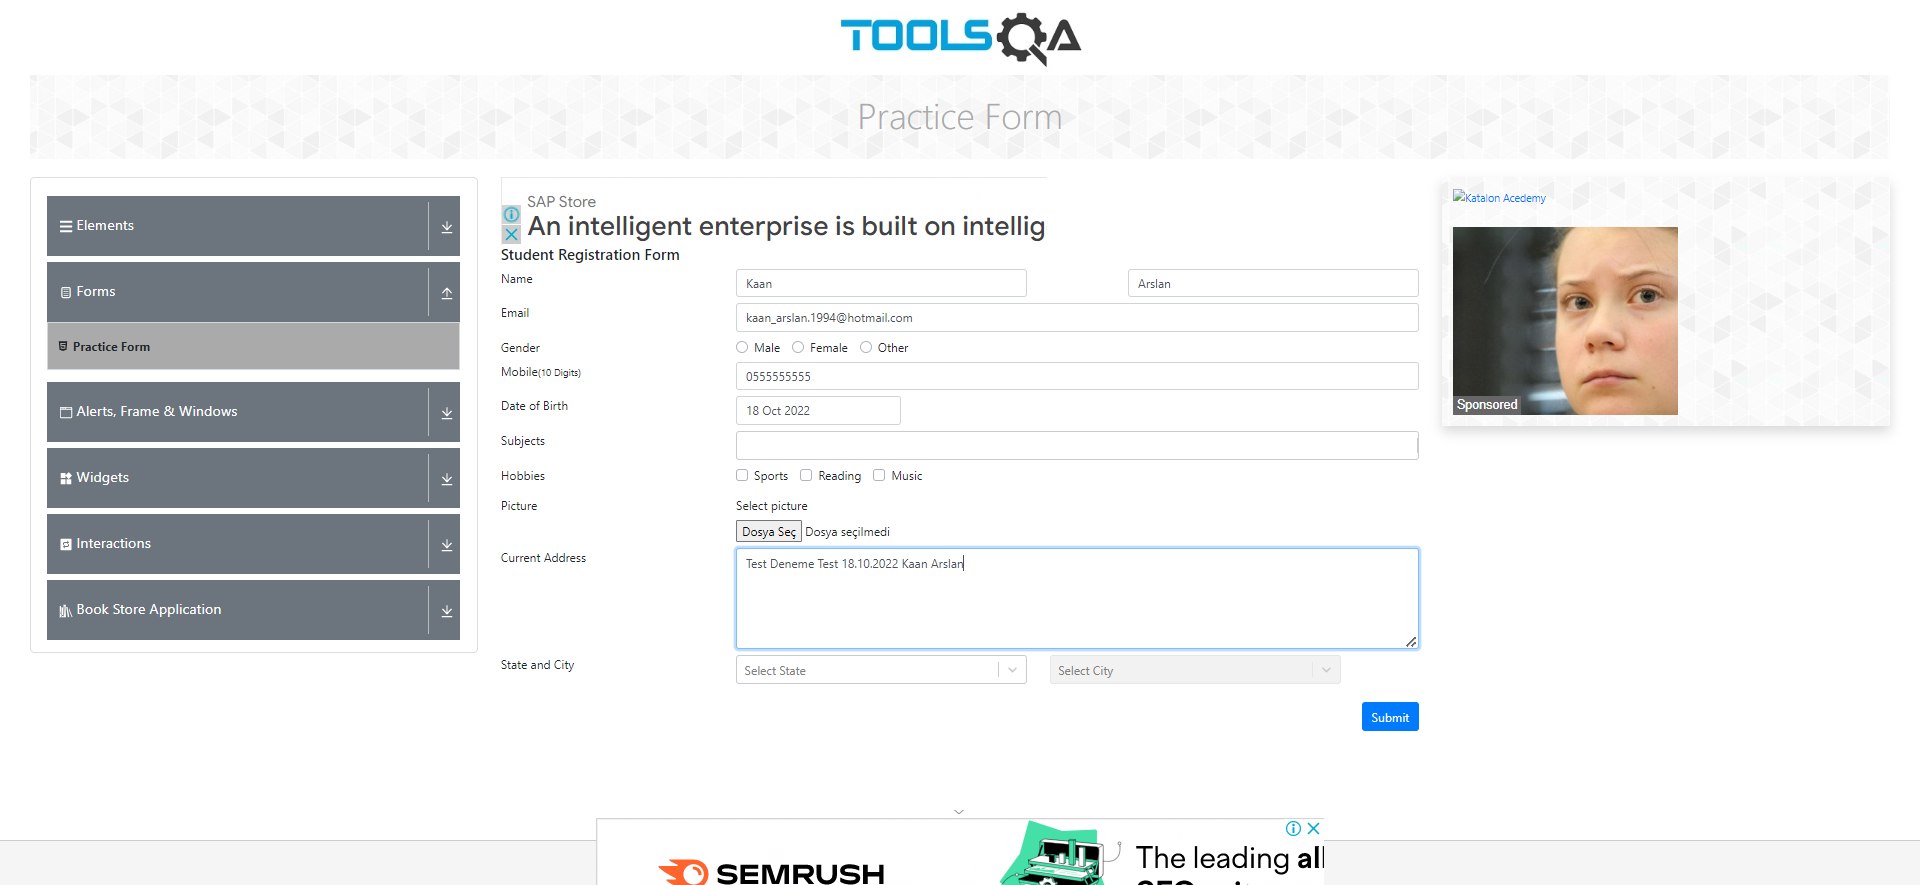 TOOLSQA
Practice Form
Elements
Forms
Practice Form
Alerts, Frame & Windows
Widgets
Interactions
Book Store Application
SAP Store
An intelligent enterprise is built on intellig
Student Registration Form
Name
Kaan
Arslan
Email
kaan_arslan.1994@hotmail.com
Gender
Male
Female
Other
Mobile(10 Digits)
0555555555
Date of Birth
18 Oct 2022
Subjects
Hobbies
Sports
Reading
Music
Picture
Select picture
Dosya Seç Dosya seçilmedi
Current Address
Test Deneme Test 18.10.2022 Kaan Arslan
State and City
Select State
Select City
Submit
Katalon Acedemy
Sponsored
SEMRUSH
The leading all